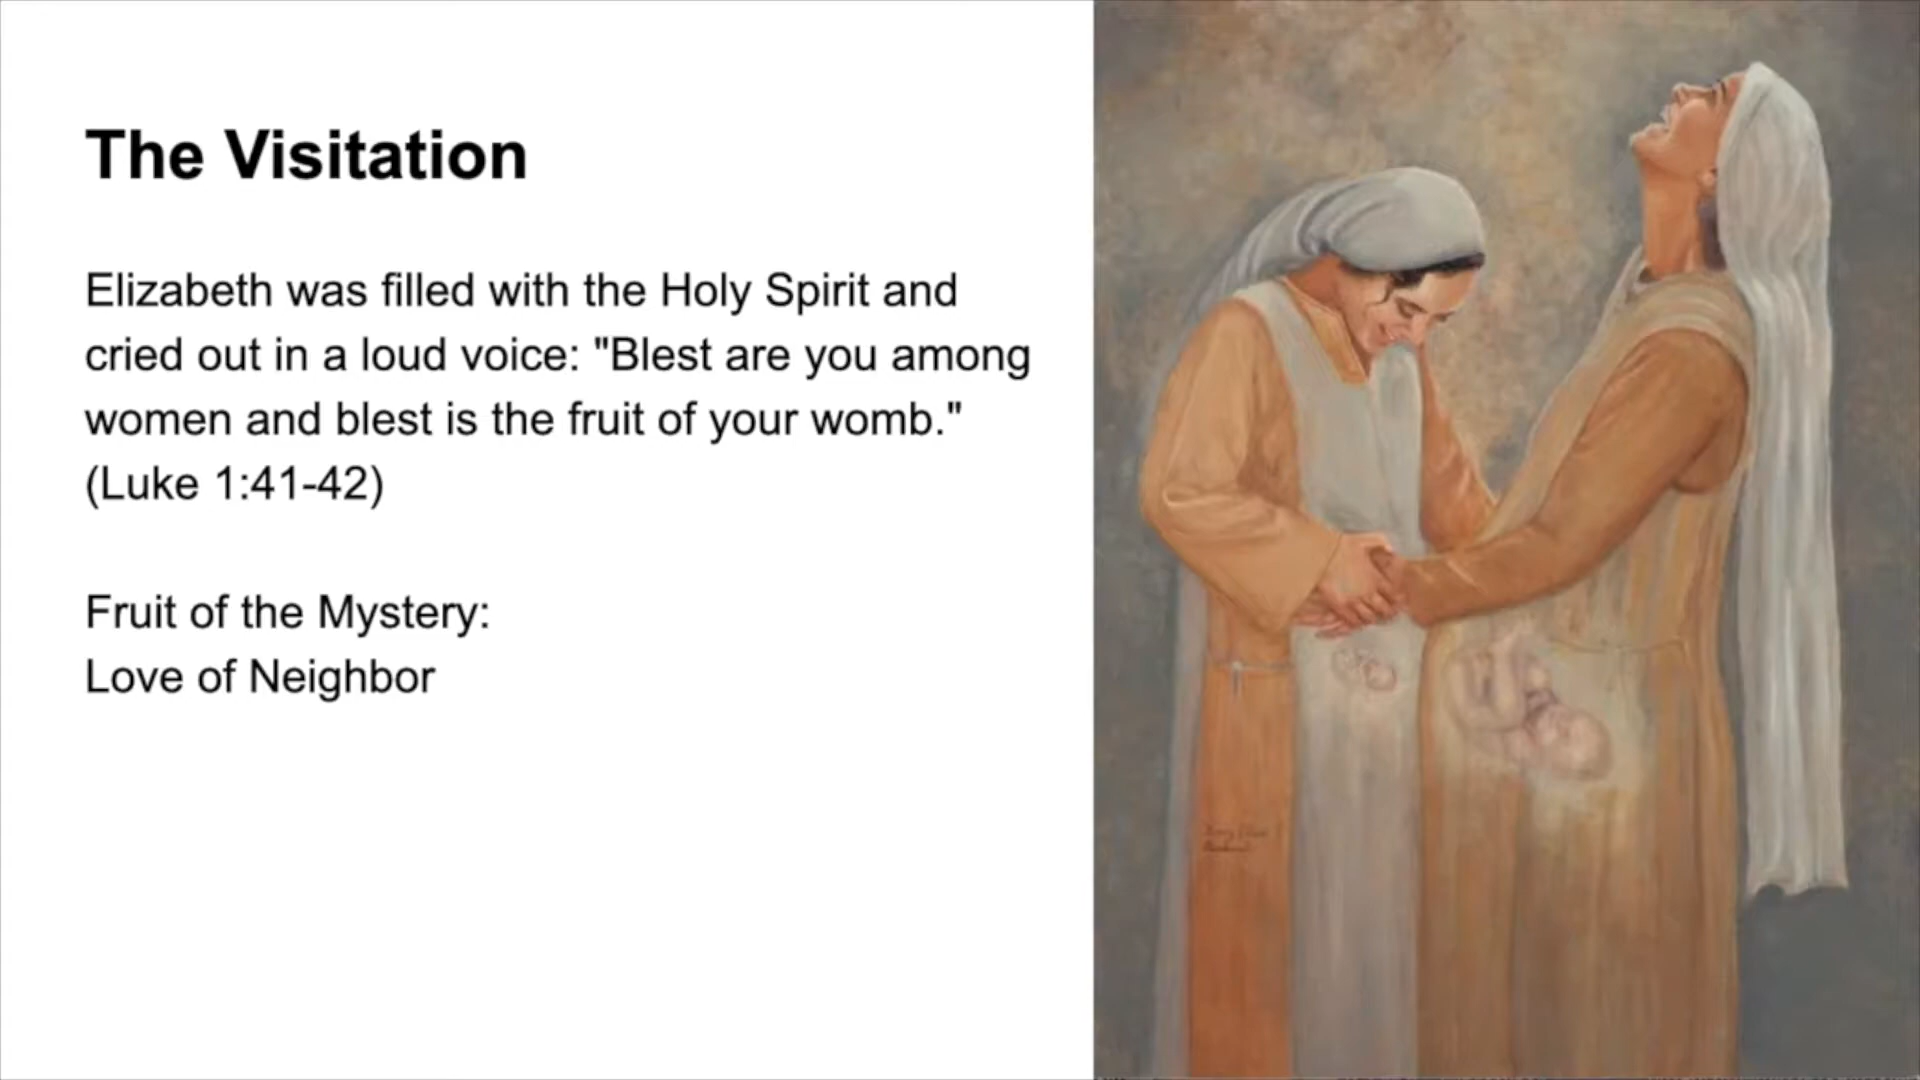 The Visitation
Elizabeth was filled with the Holy Spirit and
cried out in a loud voice: "Blest are you among
women and blest is the fruit of your womb."
(Luke 1:41-42)
Fruit of the Mystery:
Love of Neighbor